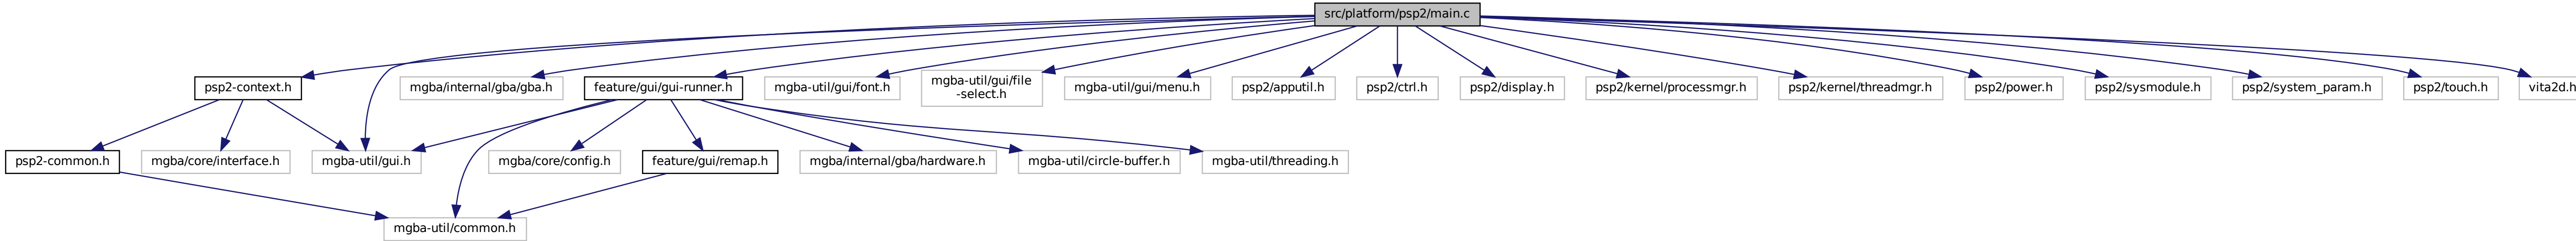 src/platform/psp2/main.c
psp2-context.h
mgba/internal/gba/gba.h
feature/gui/gui-runner.h
mgba-util/gui/font.h
mgba-util/gui/file
-select.h
mgba-util/gui/menu.h
psp2/apputil.h
psp2/ctrl.h
psp2/display.h
psp2/kernel/processmgr.h
psp2/kernel/threadmgr.h
psp2/power.h
psp2/sysmodule.h
psp2/system_param.h
psp2/touch.h
vita2d.h
psp2-common.h
mgba/core/interface.h
mgba-util/gui.h
mgba/core/config.h
feature/gui/remap.h
mgba/internal/gba/hardware.h
mgba-util/circle-buffer.h
mgba-util/threading.h
mgba-util/common.h